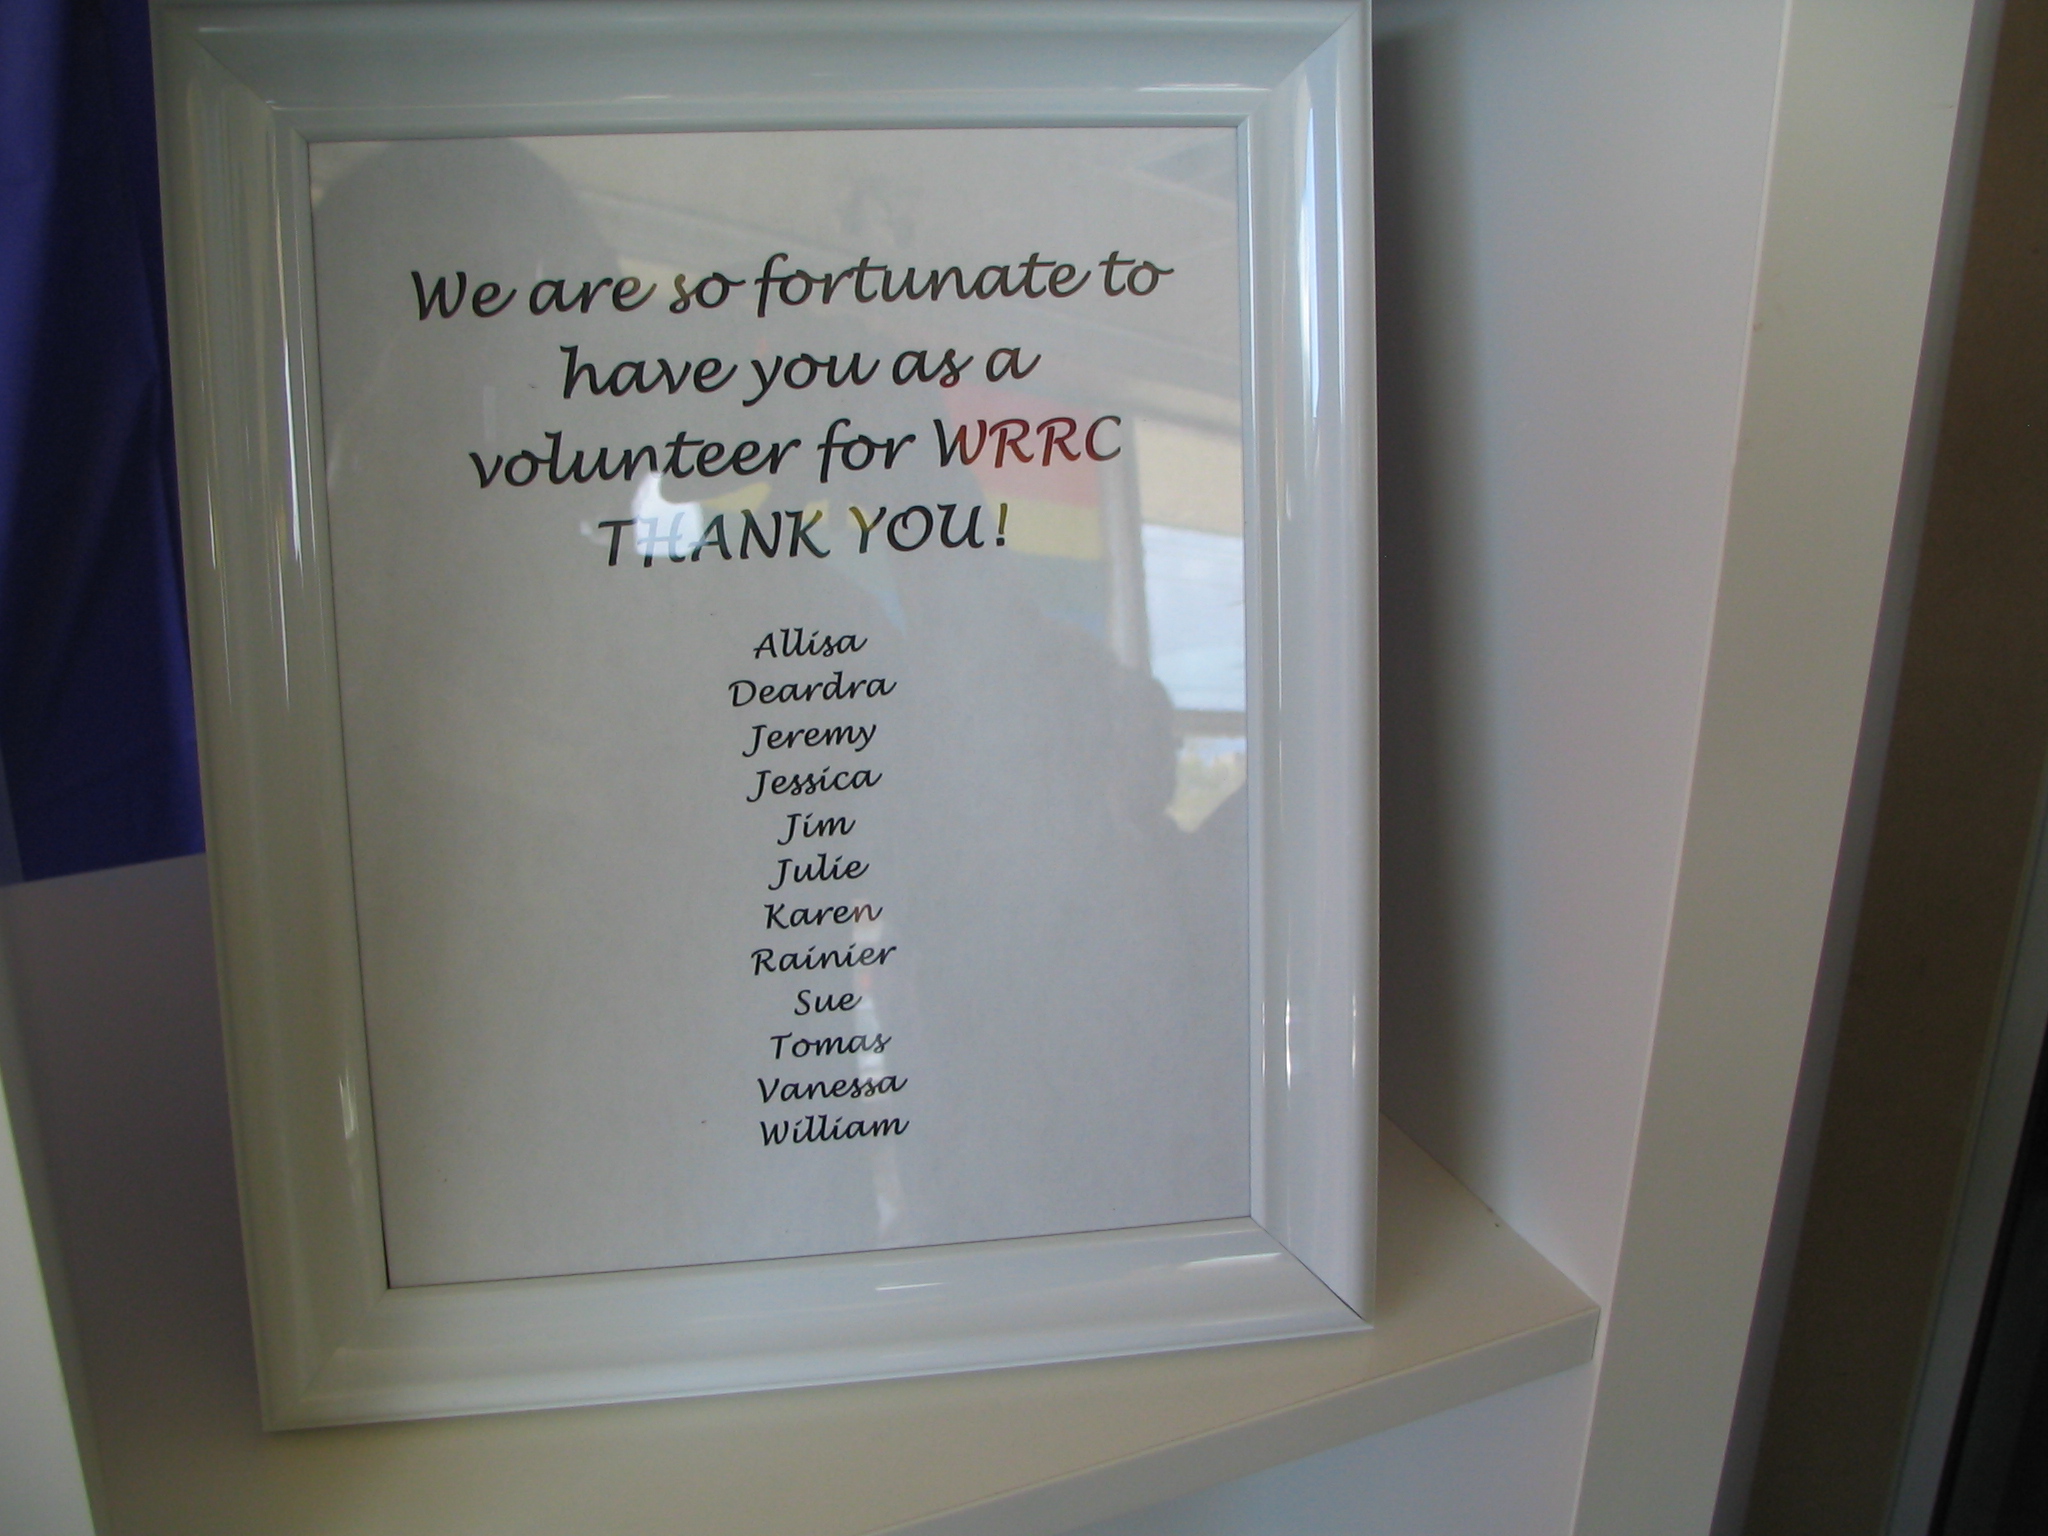 We are so fortunate to
have you as a
volunteer for WRRC
THANK YOU!
Allisa
Deardra
Jeremy
Jessica
Jim
Julie
Karen
Rainier
Sue
Tomas
Vanessa
William